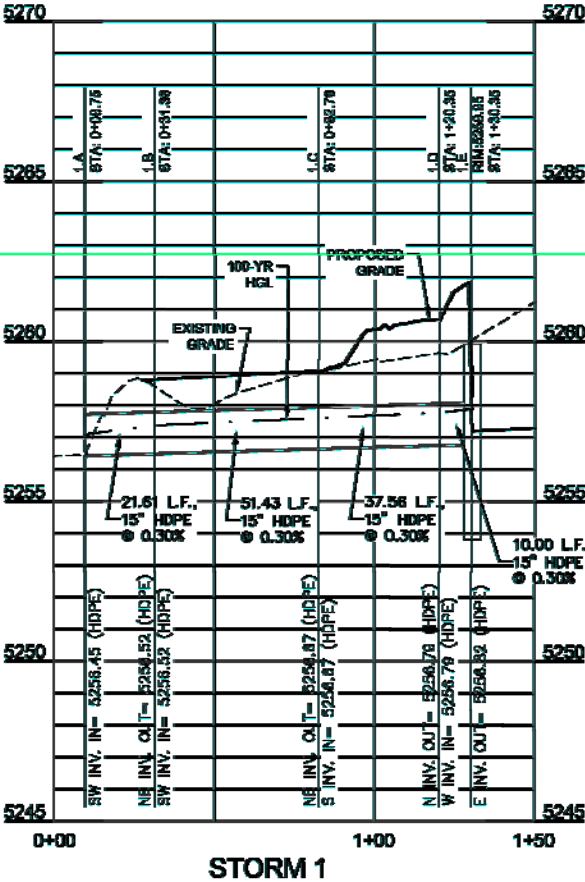 5270 5270
1.A
STA: 0+09.75
1.B
STA: 0+31.36
1.C
STA: 0+82.79
1.D
STA: 1+20.35
1.E
STA: 1+30.35
5265 5265
100-YR
HGL
PROPOSED
GRADE
EXISTING
GRADE
5260 5260
5255 5255
21.61 L.F.,
15" HDPE
@ 0.30%
51.43 L.F.,
15" HDPE
@ 0.30%
37.56 L.F.,
15" HDPE
@ 0.30%
10.00 L.F.
15" HDPE
@ 0.30%
SW INV. IN= 5256.45 (HDPE)
NE INV. OUT= 5256.52 (HDPE)
SW INV. IN= 5256.52 (HDPE)
NE INV. OUT= 5256.67 (HDPE)
S INV. IN= 5256.67 (HDPE)
N INV. OUT= 5256.79 (HDPE)
W INV. IN= 5256.79 (HDPE)
E INV. OUT= 5256.82 (HDPE)
5250 5250
5245 5245
0+00 1+00 1+50
STORM 1